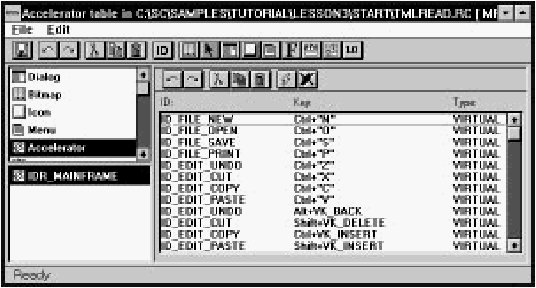 Accelerator table in C:\SC\SAMPLES\TUTORIAL\LESSON3\START\TMLREAD.RC [ MI
File Edit
ID
Dialog
Bitmap
Icon
Menu
Accelerator
IDR_MAINFRAME
ID: Key: Type:
ID_FILE_NEW Ctrl+"N" VIRTUAL
ID_FILE_OPEN Ctrl+"O" VIRTUAL
ID_FILE_SAVE Ctrl+"S" VIRTUAL
ID_FILE_PRINT Ctrl+"P" VIRTUAL
ID_EDIT_UNDO Ctrl+"Z" VIRTUAL
ID_EDIT_CUT Ctrl+"X" VIRTUAL
ID_EDIT_COPY Ctrl+"C" VIRTUAL
ID_EDIT_PASTE Ctrl+"V" VIRTUAL
ID_EDIT_UNDO Alt+VK_BACK VIRTUAL
ID_EDIT_CUT Shift+VK_DELETE VIRTUAL
ID_EDIT_COPY Ctrl+VK_INSERT VIRTUAL
ID_EDIT_PASTE Shift+VK_INSERT VIRTUAL
Ready